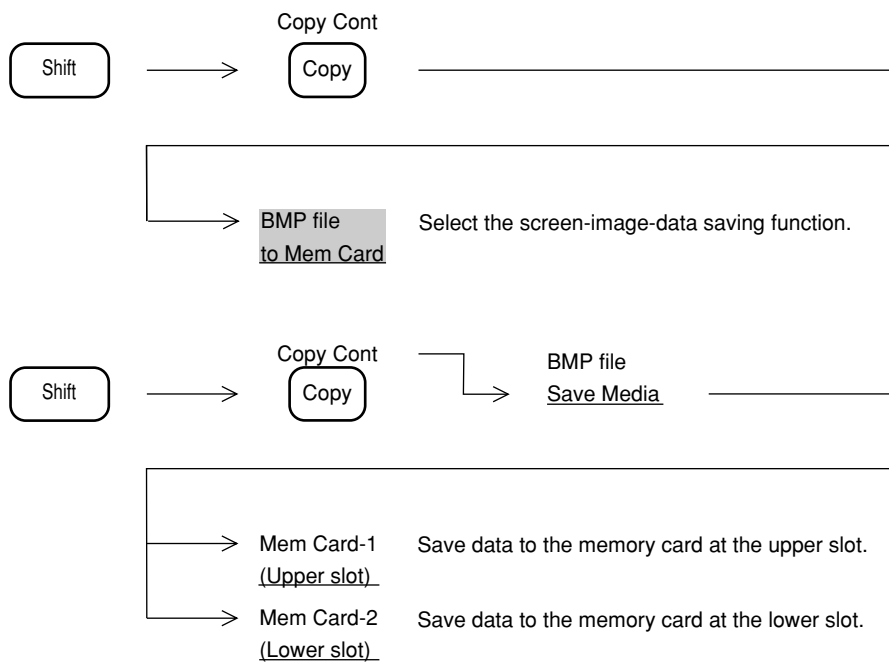 Copy Cont
Shift
Copy
BMP file
to Mem Card
Select the screen-image-data saving function.
Copy Cont
Shift
Copy
BMP file
Save Media
Mem Card-1
(Upper slot)
Save data to the memory card at the upper slot.
Mem Card-2
(Lower slot)
Save data to the memory card at the lower slot.